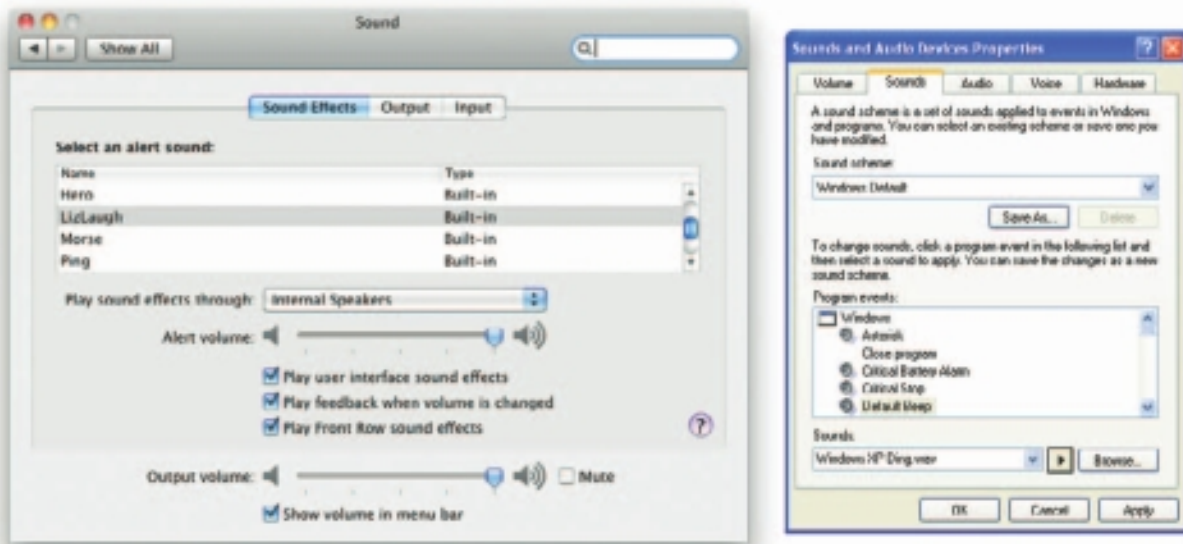 Sound
Show All
Sound Effects Output Input
Select an alert sound:
Name Type
Hero Built-in
LizLaugh Built-in
Morse Built-in
Ping Built-in
Play sound effects through: Internal Speakers
Alert volume:
Play user interface sound effects
Play feedback when volume is changed
Play Front Row sound effects
?
Output volume: Mute
Show volume in menu bar
Sounds and Audio Devices Properties
?
Volume Sounds Audio Voice Hardware
A sound scheme is a set of sounds applied to events in Windows
and programs. You can select an existing scheme or save one you
have modified.
Sound scheme:
Windows Default
Save As... Delete
To change sounds, click a program event in the following list and
then select a sound to apply. You can save the changes as a new
sound scheme.
Program events:
Windows
Asterisk
Close program
Critical Battery Alarm
Critical Stop
Default Beep
Sounds:
Windows XP Ding.wav Browse...
OK Cancel Apply